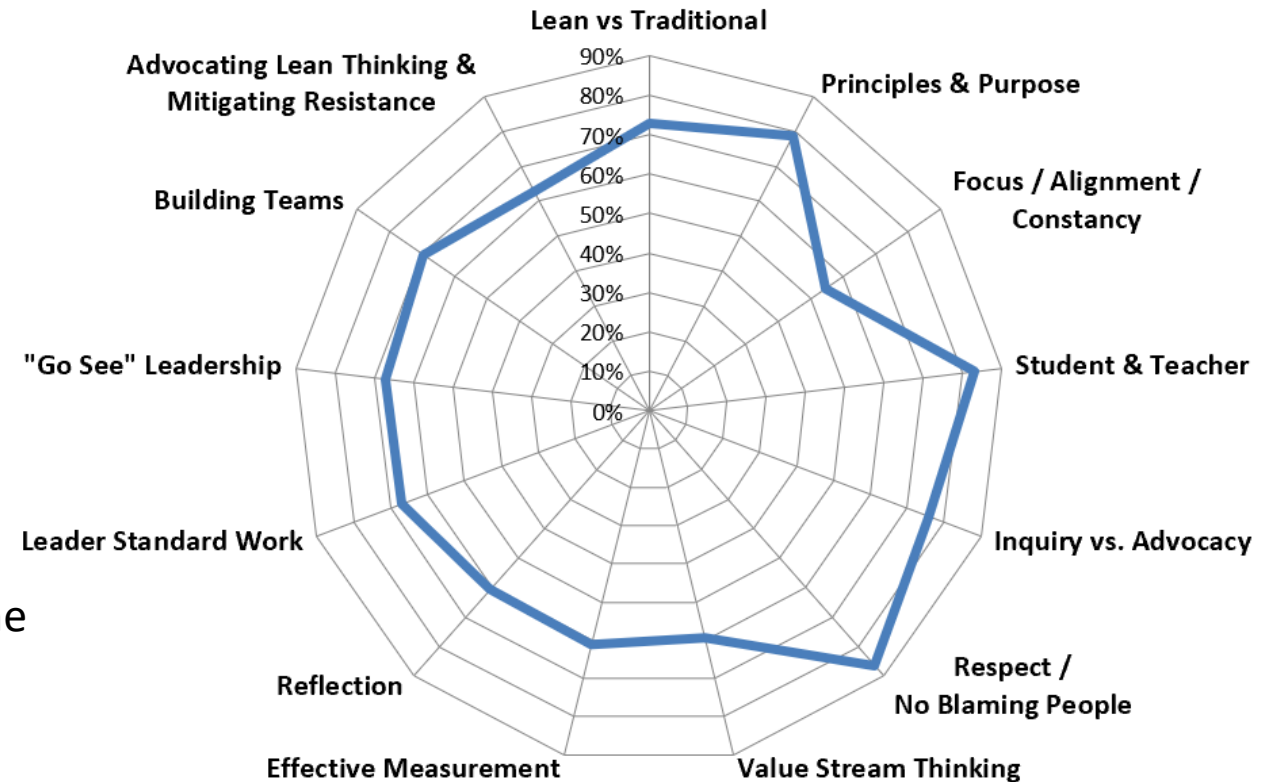 Lean vs Traditional
Principles & Purpose
Focus / Alignment /
Constancy
Student & Teacher
Inquiry vs. Advocacy
Respect /
No Blaming People
Value Stream Thinking
Effective Measurement
Reflection
Leader Standard Work
"Go See" Leadership
Building Teams
Advocating Lean Thinking &
Mitigating Resistance
90%
80%
70%
60%
50%
40%
30%
20%
10%
0%
e